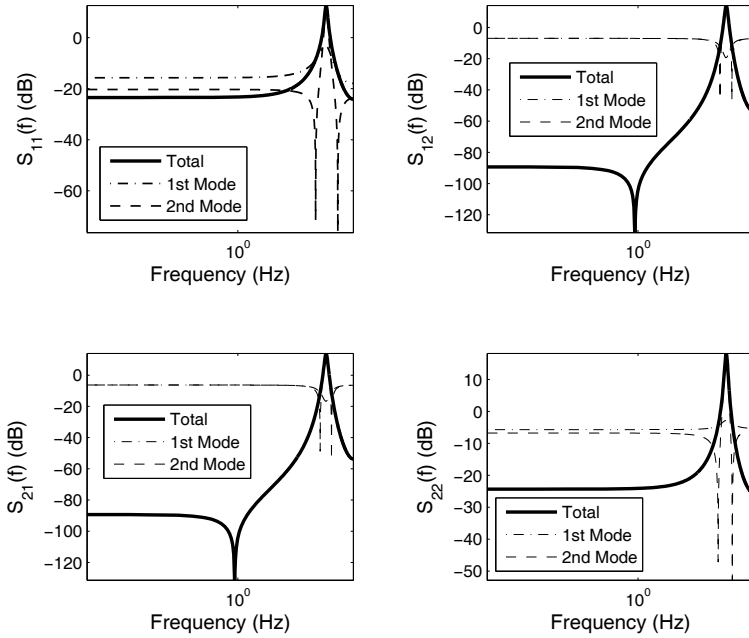 0
−20
−40
−60
S11(f) (dB)
Total
1st Mode
2nd Mode
10^0
Frequency (Hz)
0
−20
−40
−60
−80
−100
−120
S12(f) (dB)
Total
1st Mode
2nd Mode
10^0
Frequency (Hz)
0
−20
−40
−60
−80
−100
−120
S21(f) (dB)
Total
1st Mode
2nd Mode
10^0
Frequency (Hz)
10
0
−10
−20
−30
−40
−50
S22(f) (dB)
Total
1st Mode
2nd Mode
10^0
Frequency (Hz)